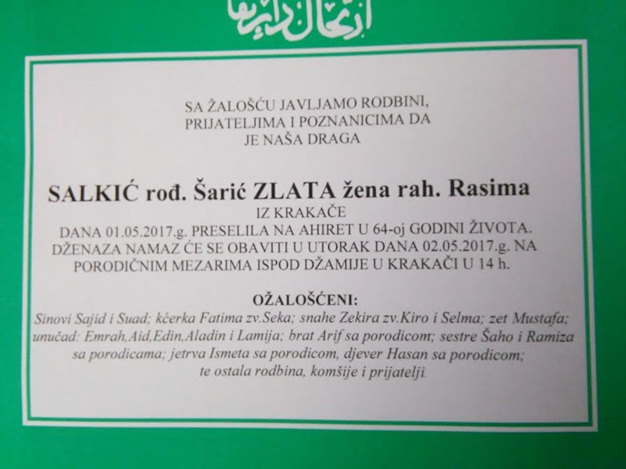 SA ŽALOŠĆU JAVLJAMO RODBINI,
PRIJATELJIMA I POZNANICIMA DA
JE NAŠA DRAGA
SALKIĆ rođ. Šarić ZLATA žena rah. Rasima
IZ KRAKAČE
DANA 01.05.2017.g. PRESELILA NA AHIRET U 64-oj GODINI ŽIVOTA.
DŽENAZA NAMAZ ĆE SE OBAVITI U UTORAK DANA 02.05.2017.g. NA
PORODIČNIM MEZARIMA ISPOD DŽAMIJE U KRAKAČI U 14 h.
OŽALOŠĆENI:
Sinovi Sajid i Suad; kćerka Fatima zv.Seka; snahe Zekira zv.Kiro i Selma; zet Mustafa;
unučad: Emrah,Aid,Edin,Aladin i Lamija; brat Arif sa porodicom; sestre Šaho i Ramiza
sa porodicama; jetrva Ismeta sa porodicom, djever Hasan sa porodicom;
te ostala rodbina, komšije i prijatelji.